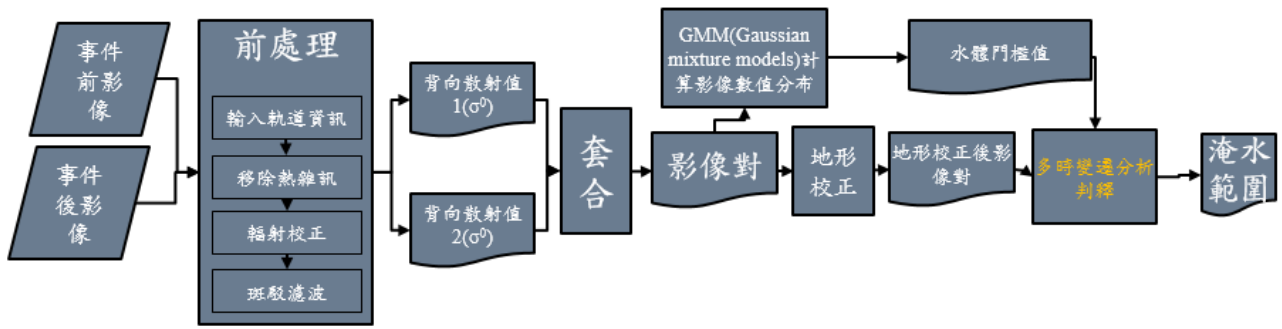 事件
前影
像
事件
後影
像
前處理
輸入軌道資訊
移除熱雜訊
輻射校正
斑駁濾波
背向散射值
1(σ⁰)
背向散射值
2(σ⁰)
套
合
GMM(Gaussian
mixture models)計
算影像數值分布
影像對
水體門檻值
地形
校正
地形校正後影
像對
多時變遷分析
判釋
淹水
範圍